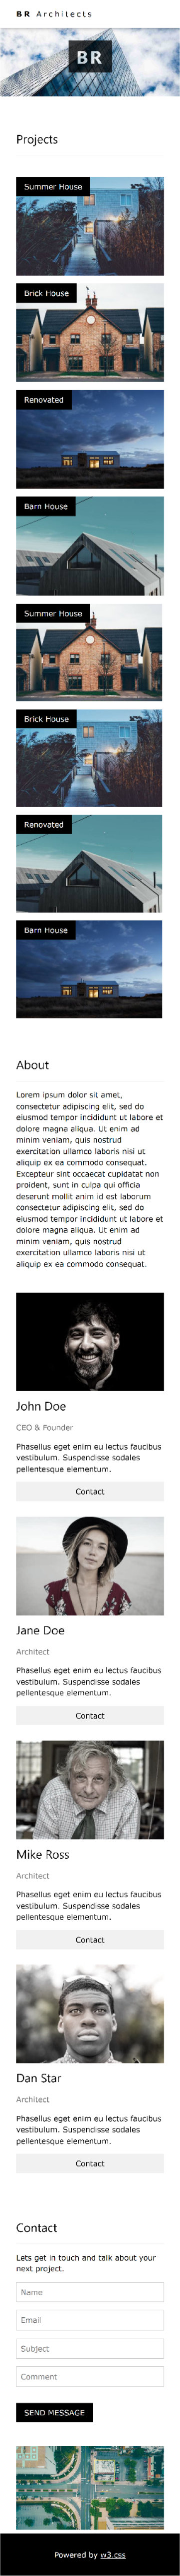 BR Architects
BR
Projects
Summer House
Brick House
Renovated
Barn House
Summer House
Brick House
Renovated
Barn House
About
Lorem ipsum dolor sit amet,
consectetur adipiscing elit, sed do
eiusmod tempor incididunt ut labore et
dolore magna aliqua. Ut enim ad
minim veniam, quis nostrud
exercitation ullamco laboris nisi ut
aliquip ex ea commodo consequat.
Excepteur sint occaecat cupidatat non
proident, sunt in culpa qui officia
deserunt mollit anim id est laborum
consectetur adipiscing elit, sed do
eiusmod tempor incididunt ut labore et
dolore magna aliqua. Ut enim ad
minim veniam, quis nostrud
exercitation ullamco laboris nisi ut
aliquip ex ea commodo consequat.
John Doe
CEO & Founder
Phasellus eget enim eu lectus faucibus
vestibulum. Suspendisse sodales
pellentesque elementum.
Contact
Jane Doe
Architect
Phasellus eget enim eu lectus faucibus
vestibulum. Suspendisse sodales
pellentesque elementum.
Contact
Mike Ross
Architect
Phasellus eget enim eu lectus faucibus
vestibulum. Suspendisse sodales
pellentesque elementum.
Contact
Dan Star
Architect
Phasellus eget enim eu lectus faucibus
vestibulum. Suspendisse sodales
pellentesque elementum.
Contact
Contact
Lets get in touch and talk about your
next project.
Name
Email
Subject
Comment
SEND MESSAGE
Powered by w3.css